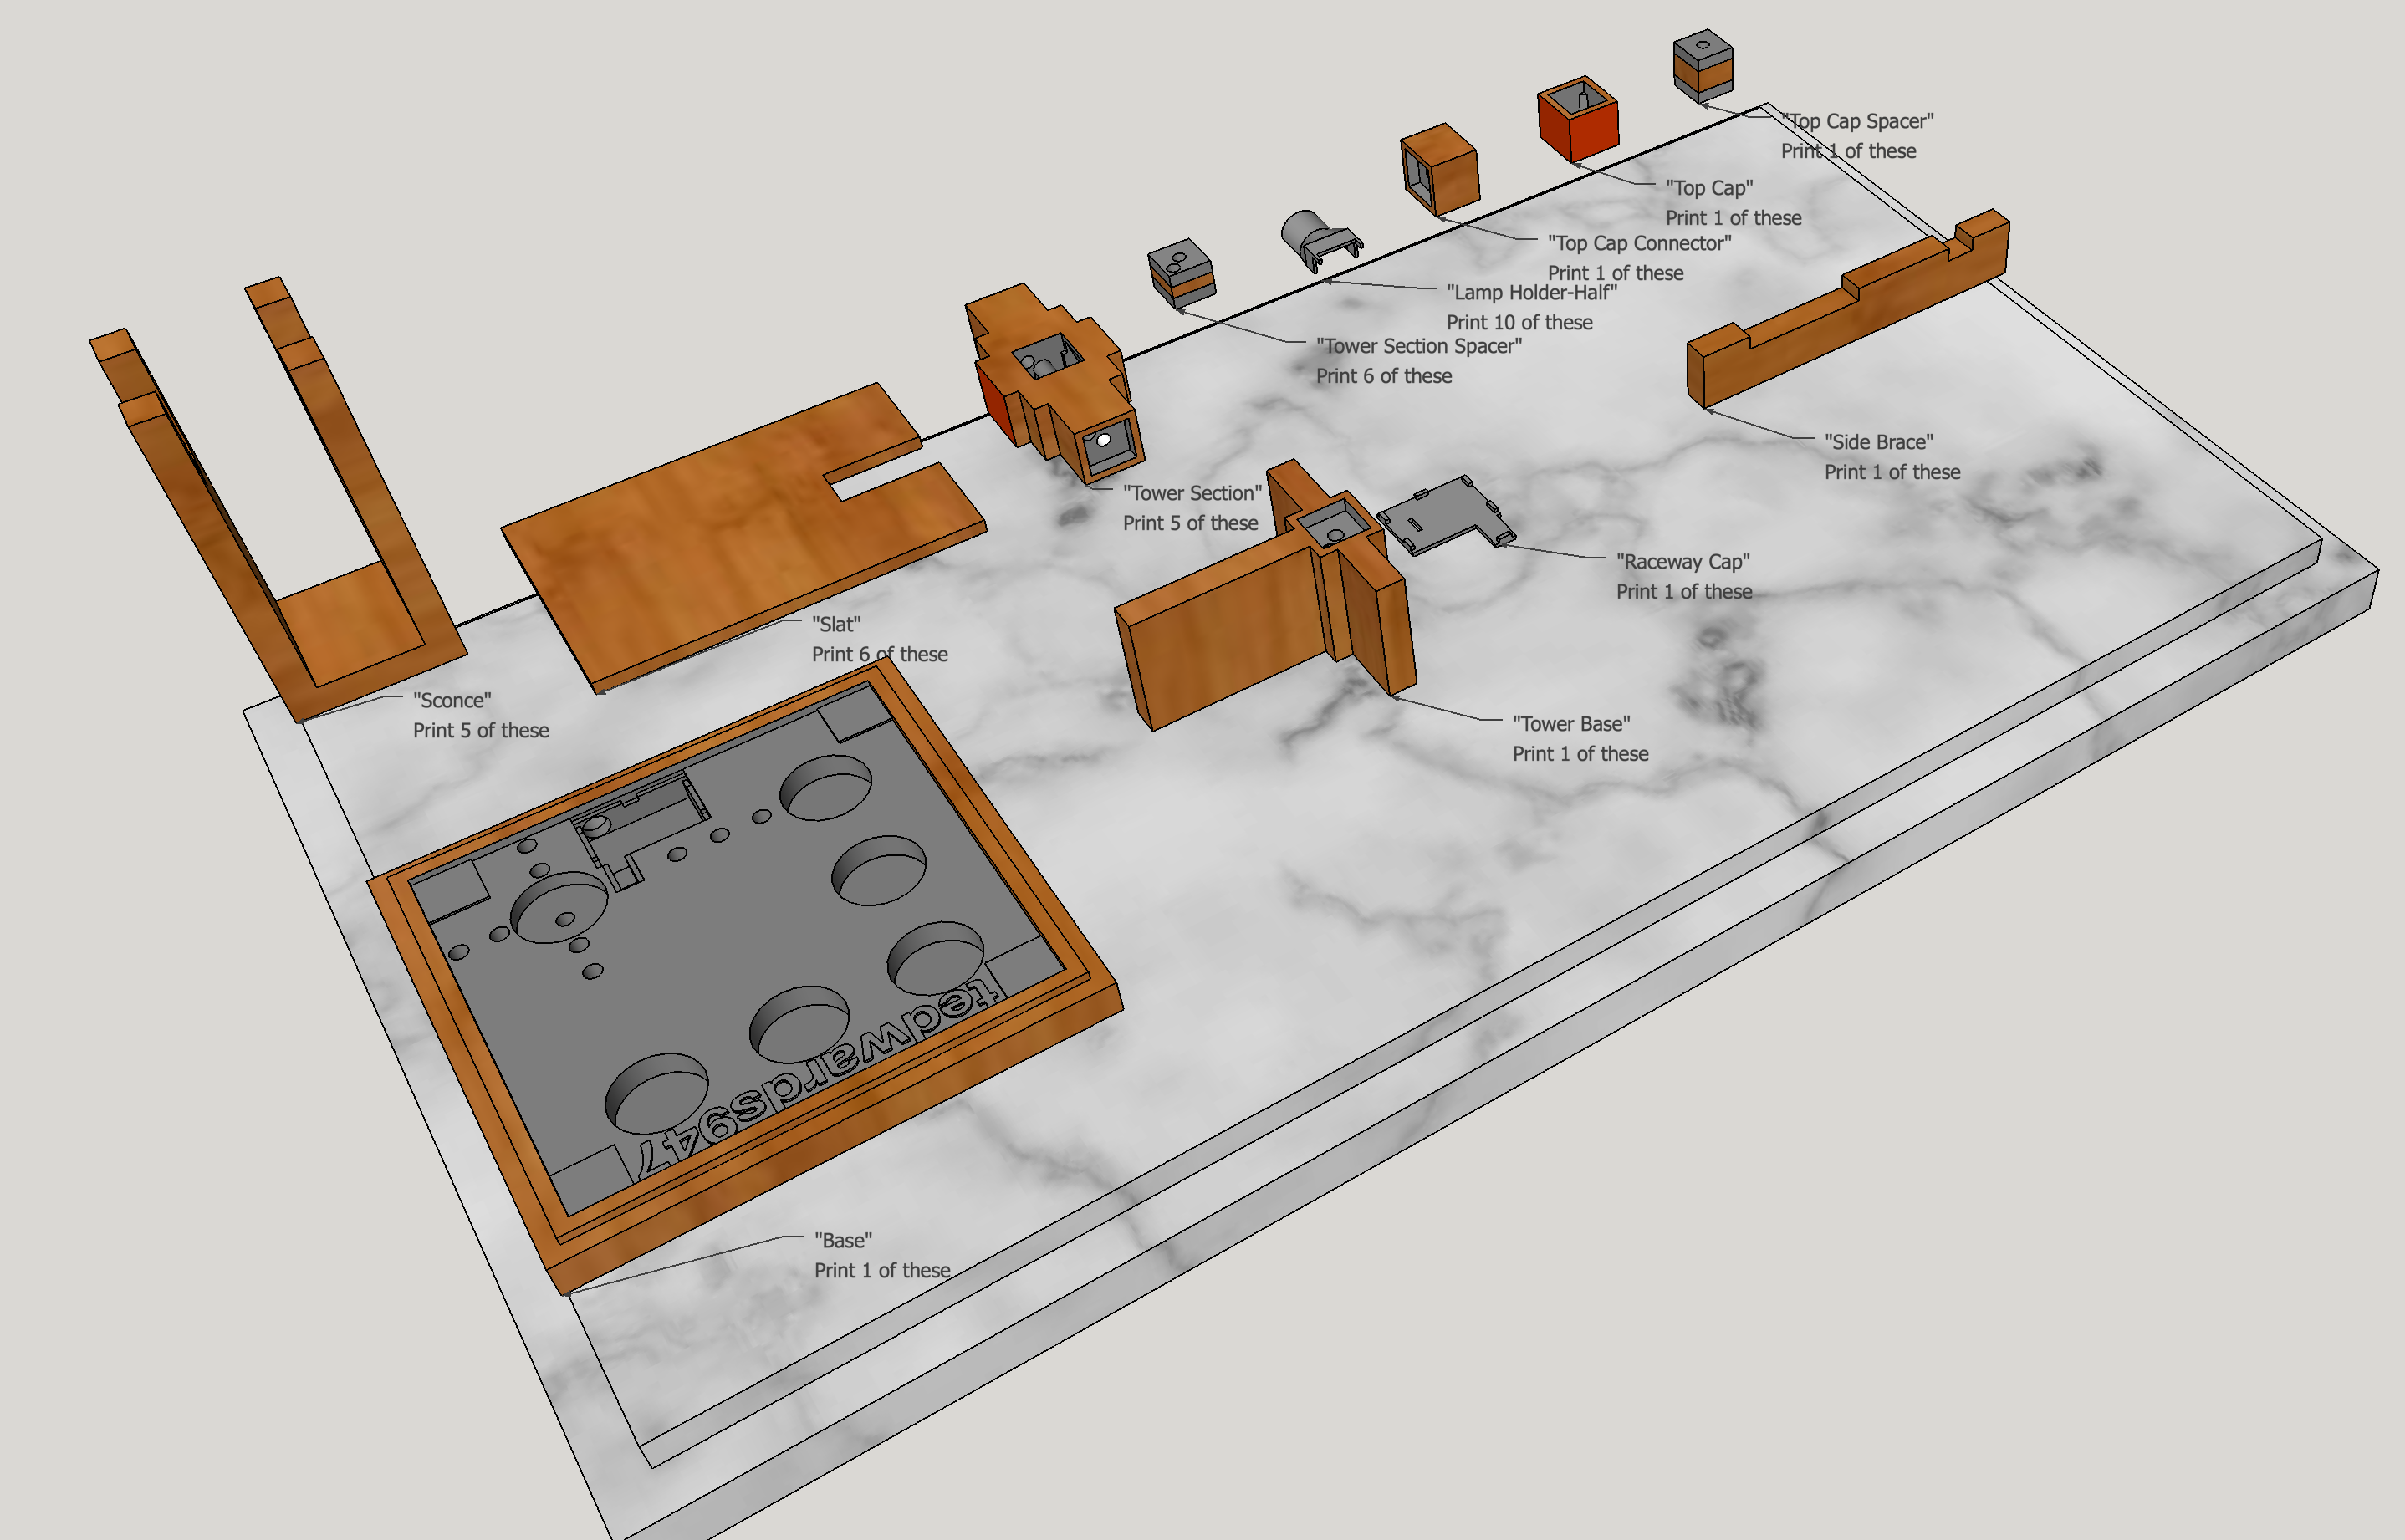 "Top Cap Spacer"
Print 1 of these
"Top Cap"
Print 1 of these
"Top Cap Connector"
Print 1 of these
"Lamp Holder-Half"
Print 10 of these
"Tower Section Spacer"
Print 6 of these
"Side Brace"
Print 1 of these
"Tower Section"
Print 5 of these
"Raceway Cap"
Print 1 of these
"Slat"
Print 6 of these
"Sconce"
Print 5 of these
"Tower Base"
Print 1 of these
tedwards947
"Base"
Print 1 of these